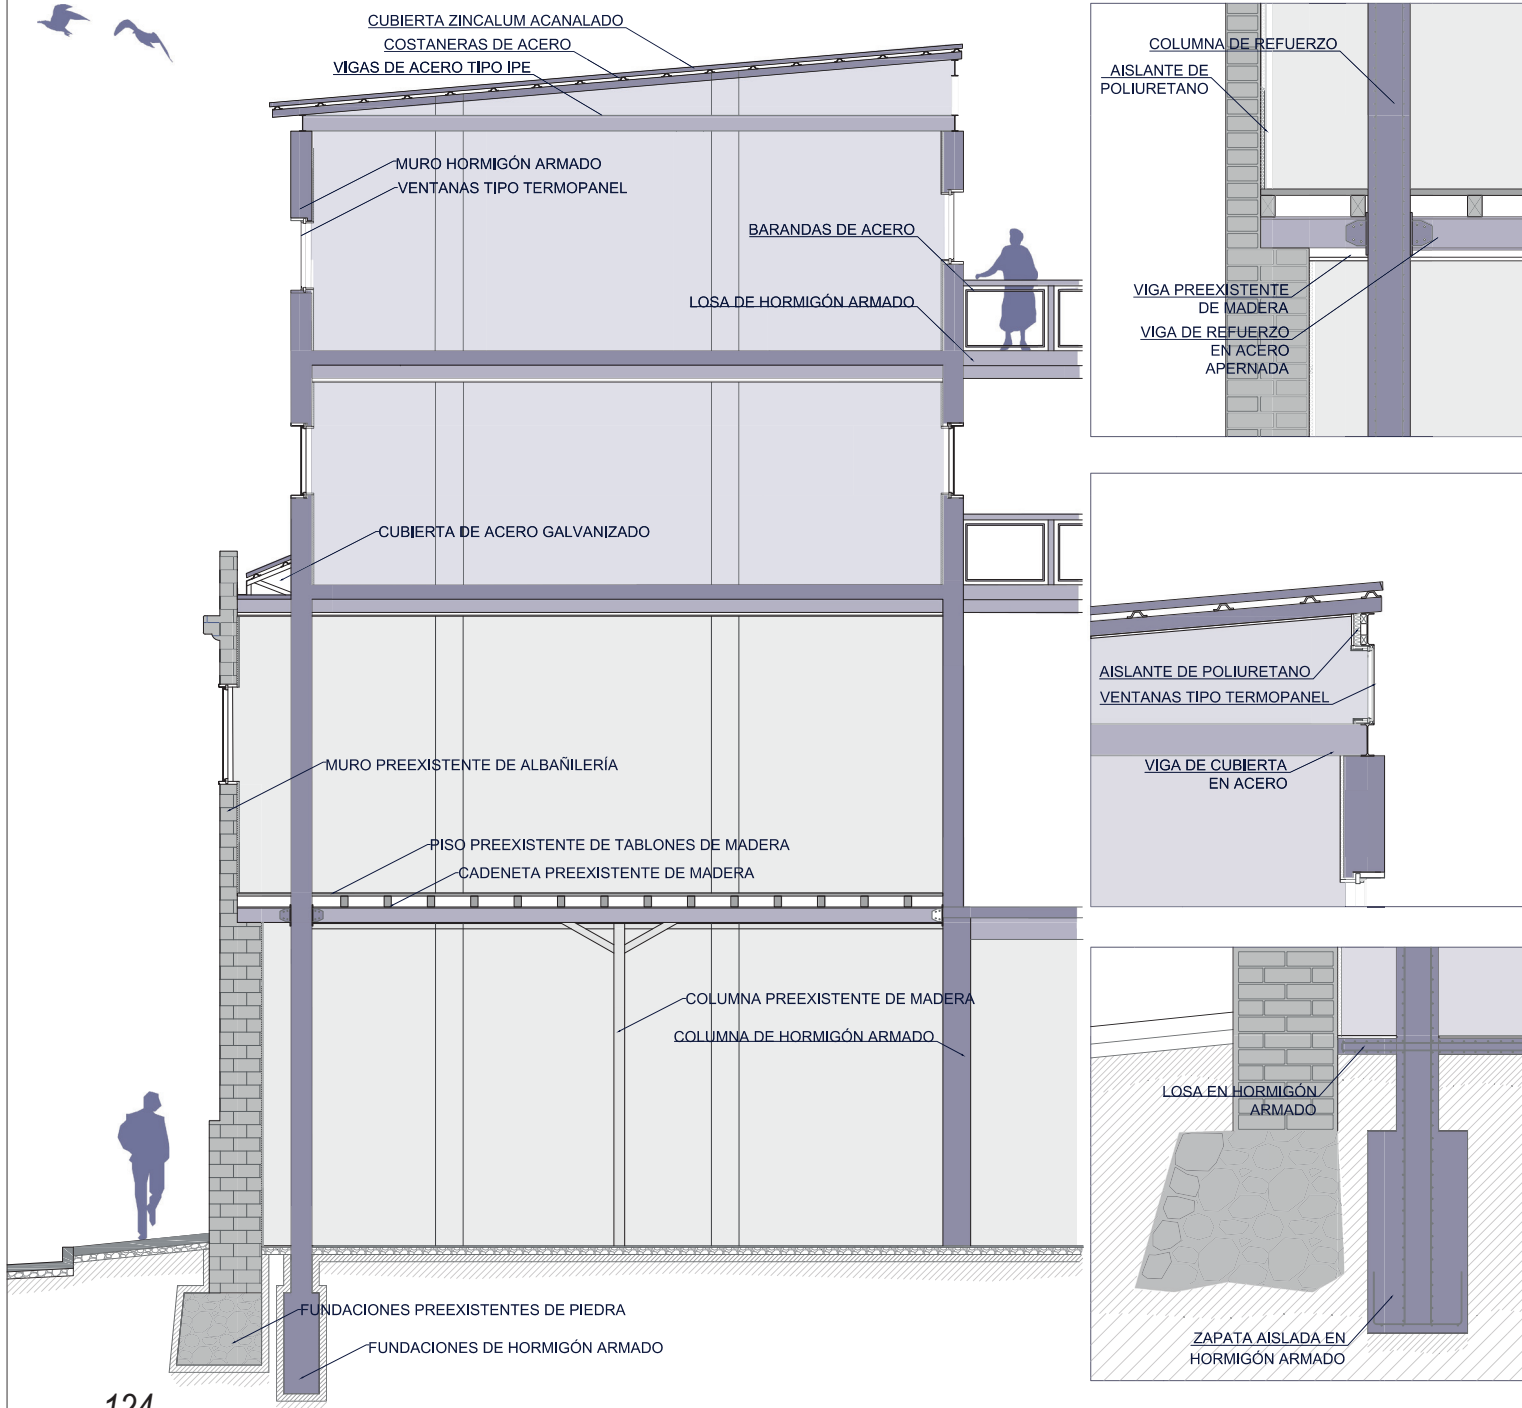 CUBIERTA ZINCALUM ACANALADO
COSTANERAS DE ACERO
VIGAS DE ACERO TIPO IPE
MURO HORMIGÓN ARMADO
VENTANAS TIPO TERMOPANEL
BARANDAS DE ACERO
LOSA DE HORMIGÓN ARMADO
CUBIERTA DE ACERO GALVANIZADO
MURO PREEXISTENTE DE ALBAÑILERÍA
PISO PREEXISTENTE DE TABLONES DE MADERA
CADENETA PREEXISTENTE DE MADERA
COLUMNA PREEXISTENTE DE MADERA
COLUMNA DE HORMIGÓN ARMADO
FUNDACIONES PREEXISTENTES DE PIEDRA
FUNDACIONES DE HORMIGÓN ARMADO
124
COLUMNA DE REFUERZO
AISLANTE DE
POLIURETANO
VIGA PREEXISTENTE
DE MADERA
VIGA DE REFUERZO
EN ACERO
APERNADA
AISLANTE DE POLIURETANO
VENTANAS TIPO TERMOPANEL
VIGA DE CUBIERTA
EN ACERO
LOSA EN HORMIGÓN
ARMADO
ZAPATA AISLADA EN
HORMIGÓN ARMADO